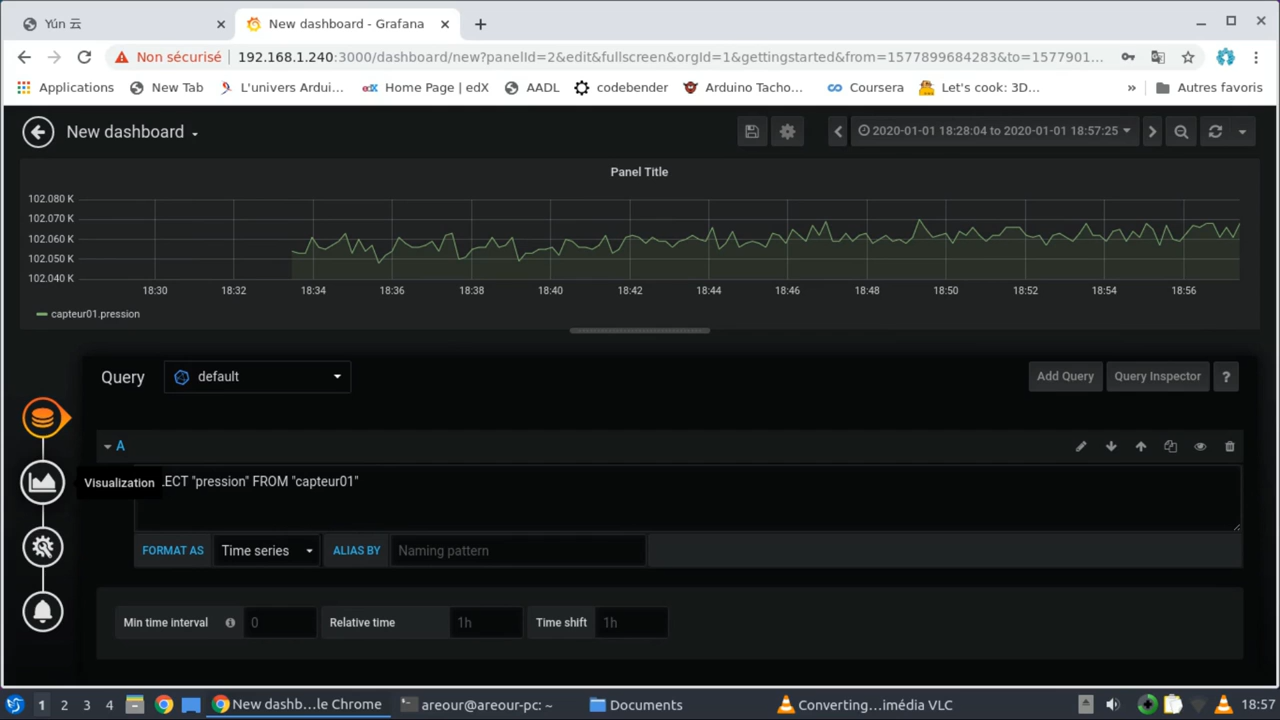 Yún 云
New dashboard - Grafana
Non sécurisé
192.168.1.240:3000/dashboard/new?panelId=2&edit&fullscreen&orgId=1&gettingstarted&from=1577899684283&to=1577901...
Applications
New Tab
L'univers Ardui...
Home Page | edX
AADL
codebender
Arduino Tacho...
Coursera
Let's cook: 3D...
»
Autres favoris
New dashboard
2020-01-01 18:28:04 to 2020-01-01 18:57:25
Panel Title
102.080 K
102.070 K
102.060 K
102.050 K
102.040 K
18:30 18:32 18:34 18:36 18:38 18:40 18:42 18:44 18:46 18:48 18:50 18:52 18:54 18:56
capteur01.pression
Query
default
Add Query
Query Inspector
?
A
Visualization
LECT "pression" FROM "capteur01"
FORMAT AS
Time series
ALIAS BY
Naming pattern
Min time interval
0
Relative time
1h
Time shift
1h
1
2
3
4
New dashb...le Chrome
areour@areour-pc: ~
Documents
Converting...imédia VLC
18:57